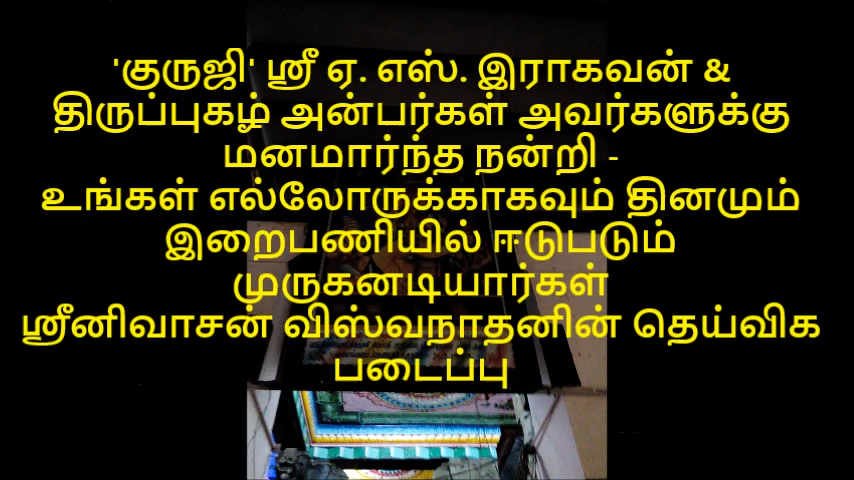 'குருஜி' ஸ்ரீ ஏ. எஸ். இராகவன் &
திருப்புகழ் அன்பர்கள் அவர்களுக்கு
மனமார்ந்த நன்றி -
உங்கள் எல்லோருக்காகவும் தினமும்
இறைபணியில் ஈடுபடும்
முருகனடியார்கள்
ஸ்ரீனிவாசன் விஸ்வநாதனின் தெய்விக
படைப்பு